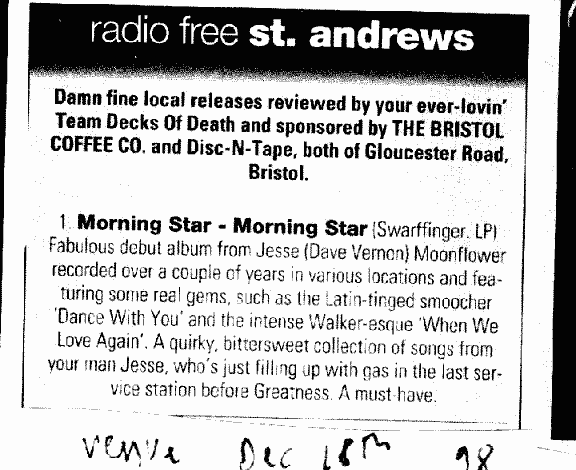 radio free st. andrews
Damn fine local releases reviewed by your ever-lovin'
Team Decks Of Death and sponsored by THE BRISTOL
COFFEE CO. and Disc-N-Tape, both of Gloucester Road,
Bristol.
1. Morning Star - Morning Star (Swarffinger, LP)
Fabulous debut album from Jesse (Dave Vernon) Moonflower
recorded over a couple of years in various locations and fea-
turing some real gems, such as the Latin-tinged smoocher
'Dance With You' and the intense Walker-esque 'When We
Love Again'. A quirky, bittersweet collection of songs from
your man Jesse, who's just filling up with gas in the last ser-
vice station before Greatness. A must-have.
Venue Dec 18th 98